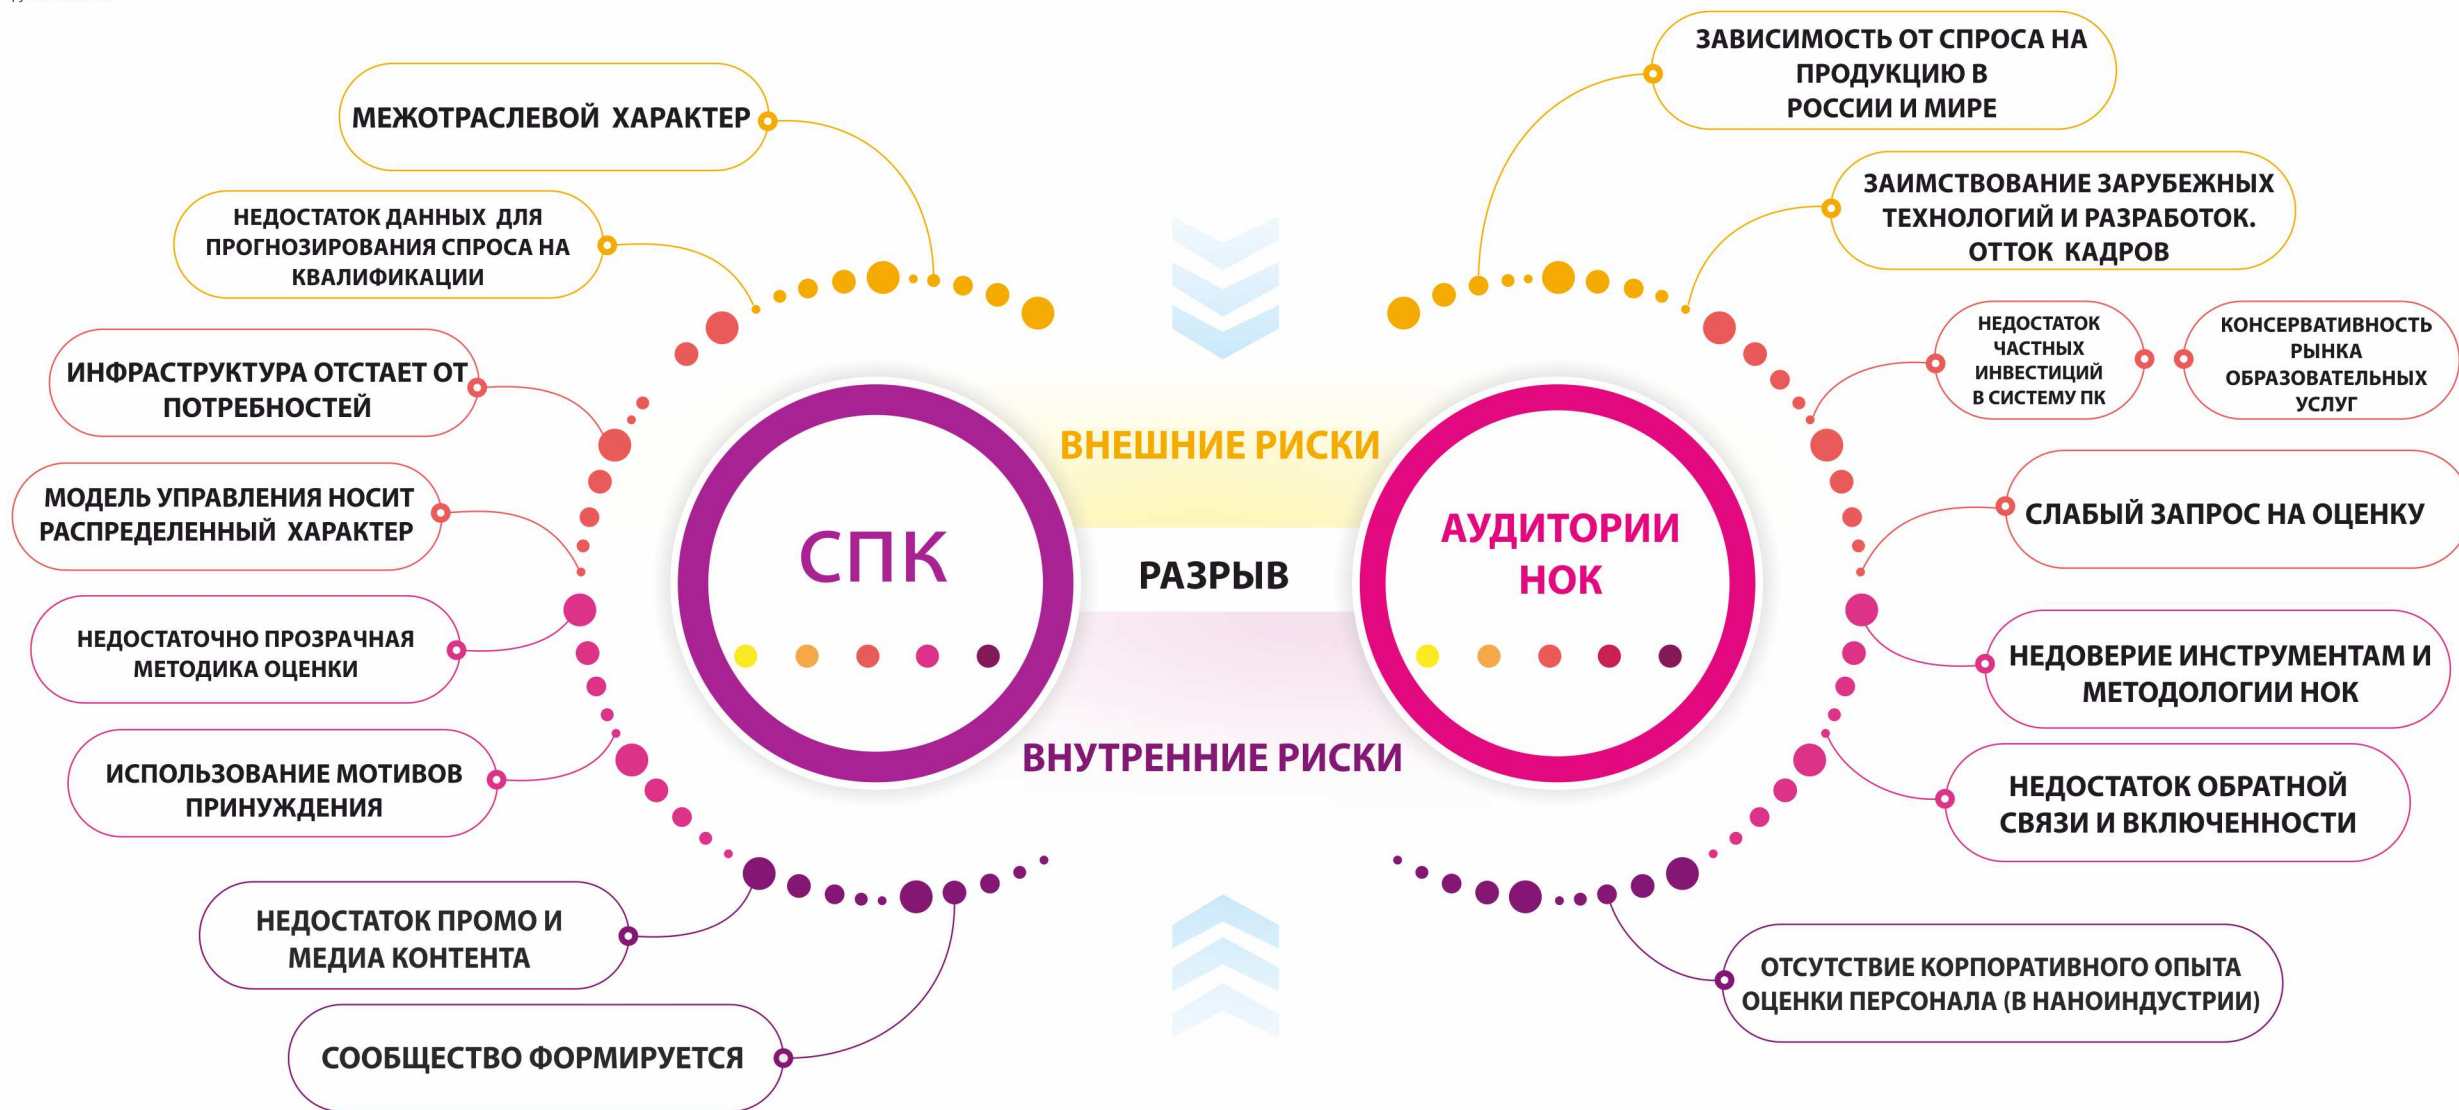 МЕЖОТРАСЛЕВОЙ ХАРАКТЕР
НЕДОСТАТОК ДАННЫХ ДЛЯ
ПРОГНОЗИРОВАНИЯ СПРОСА НА
КВАЛИФИКАЦИИ
ИНФРАСТРУКТУРА ОТСТАЕТ ОТ
ПОТРЕБНОСТЕЙ
МОДЕЛЬ УПРАВЛЕНИЯ НОСИТ
РАСПРЕДЕЛЕННЫЙ ХАРАКТЕР
НЕДОСТАТОЧНО ПРОЗРАЧНАЯ
МЕТОДИКА ОЦЕНКИ
ИСПОЛЬЗОВАНИЕ МОТИВОВ
ПРИНУЖДЕНИЯ
НЕДОСТАТОК ПРОМО И
МЕДИА КОНТЕНТА
СООБЩЕСТВО ФОРМИРУЕТСЯ
СПК
ВНЕШНИЕ РИСКИ
РАЗРЫВ
ВНУТРЕННИЕ РИСКИ
АУДИТОРИИ
НОК
ЗАВИСИМОСТЬ ОТ СПРОСА НА
ПРОДУКЦИЮ В
РОССИИ И МИРЕ
ЗАИМСТВОВАНИЕ ЗАРУБЕЖНЫХ
ТЕХНОЛОГИЙ И РАЗРАБОТОК.
ОТТОК КАДРОВ
НЕДОСТАТОК
ЧАСТНЫХ
ИНВЕСТИЦИЙ
В СИСТЕМУ ПК
КОНСЕРВАТИВНОСТЬ
РЫНКА
ОБРАЗОВАТЕЛЬНЫХ
УСЛУГ
СЛАБЫЙ ЗАПРОС НА ОЦЕНКУ
НЕДОВЕРИЕ ИНСТРУМЕНТАМ И
МЕТОДОЛОГИИ НОК
НЕДОСТАТОК ОБРАТНОЙ
СВЯЗИ И ВКЛЮЧЕННОСТИ
ОТСУТСТВИЕ КОРПОРАТИВНОГО ОПЫТА
ОЦЕНКИ ПЕРСОНАЛА (В НАНОИНДУСТРИИ)